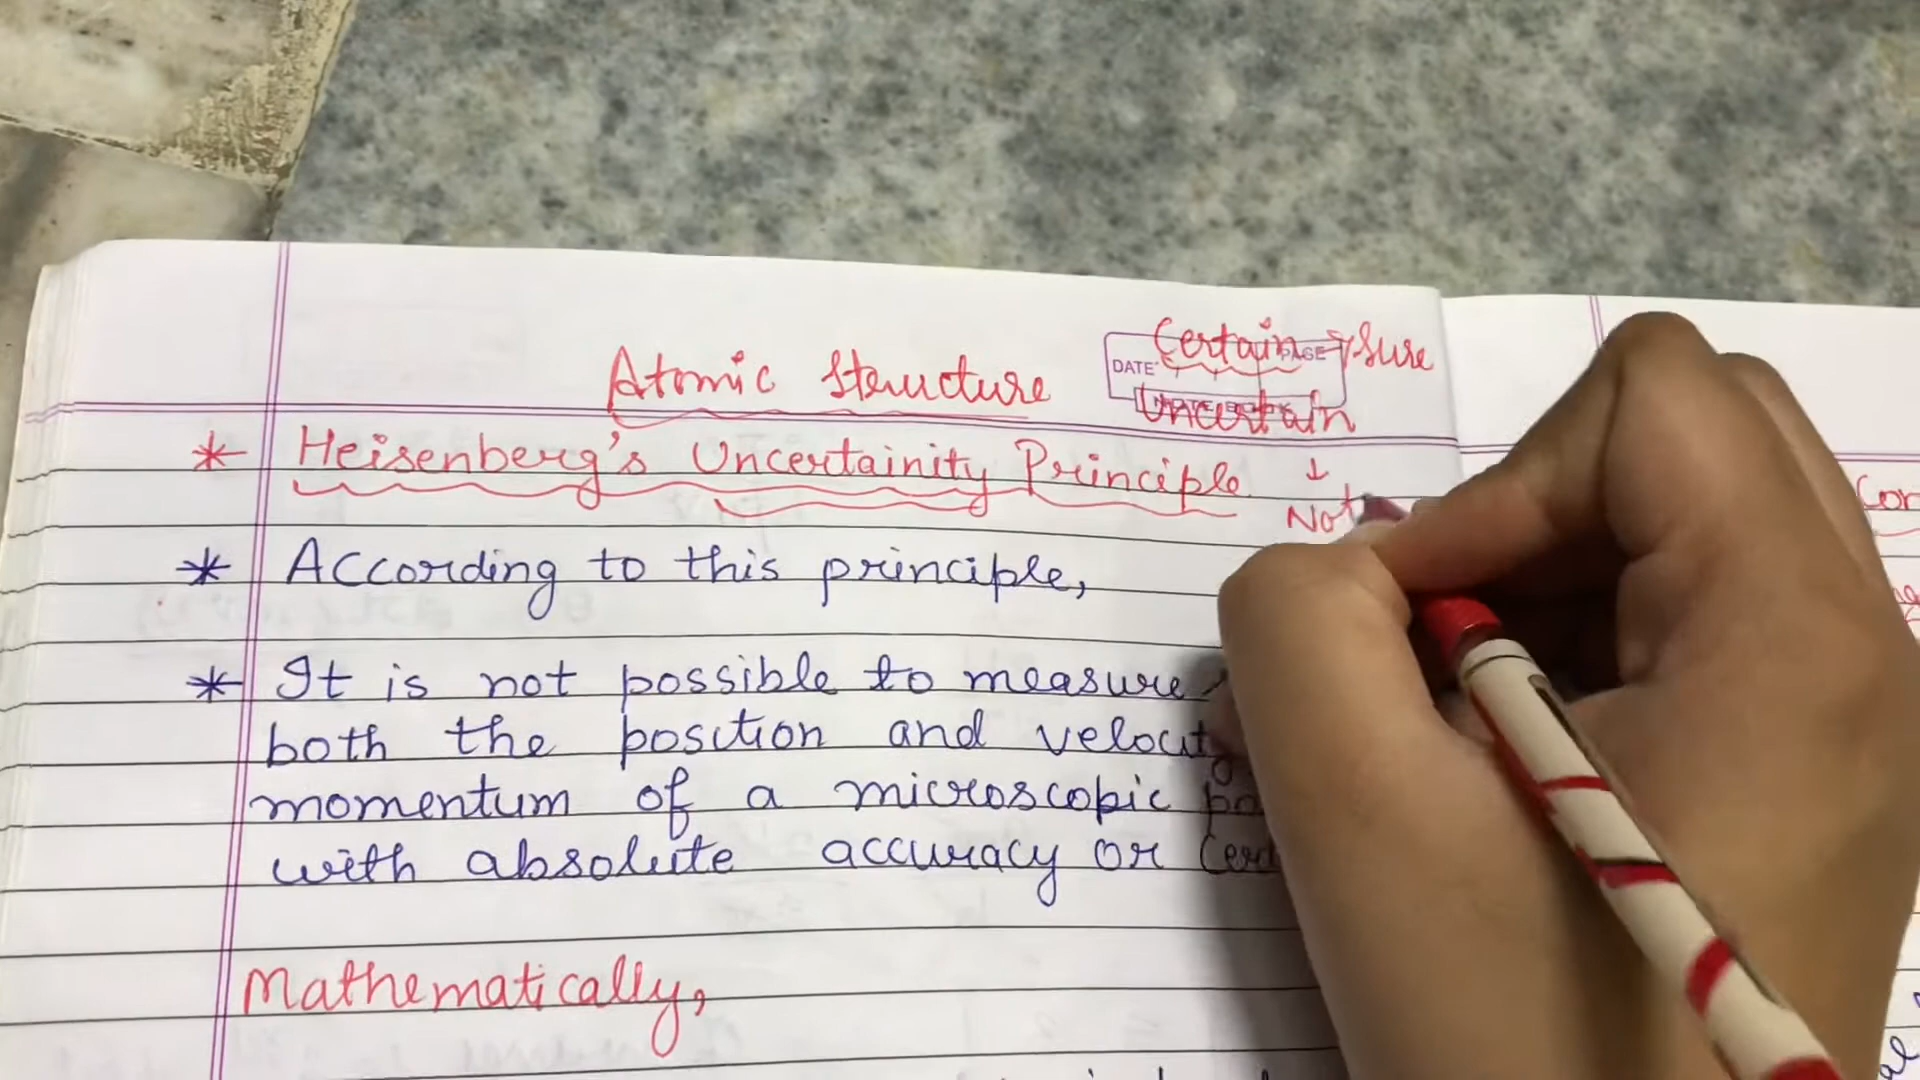 Certain → Sure
DATE PAGE
Atomic Structure
Uncertain
* Heisenberg's Uncertainity Principle
↓
Not
* According to this principle,
* It is not possible to measure
both the position and velocity
momentum of a microscopic
with absolute accuracy or
Mathematically,